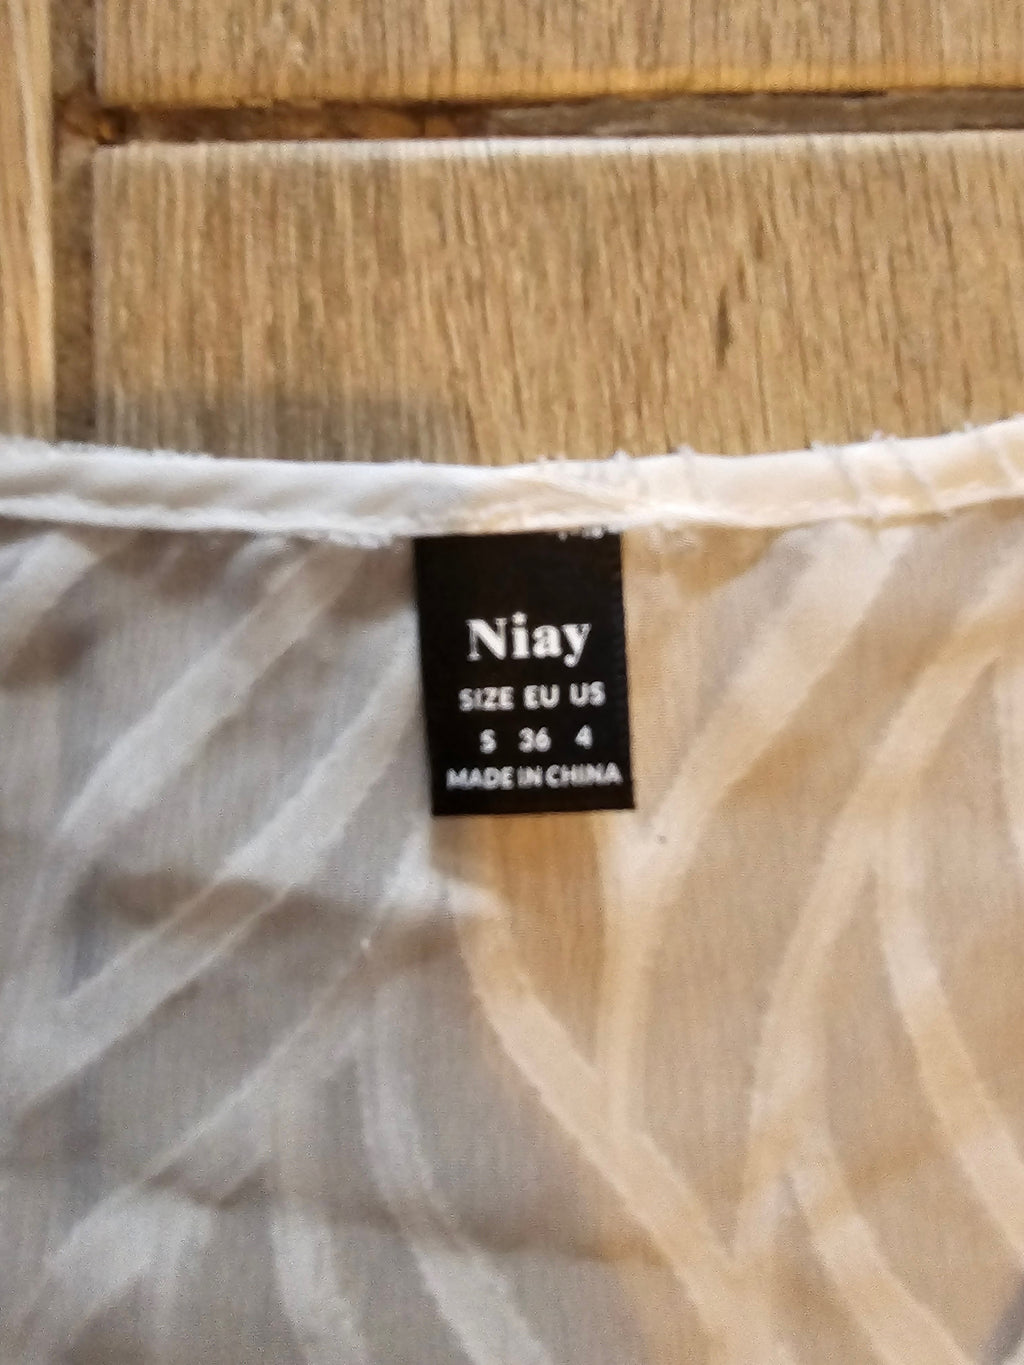 Niay
SIZE EU US
S 36 4
MADE IN CHINA